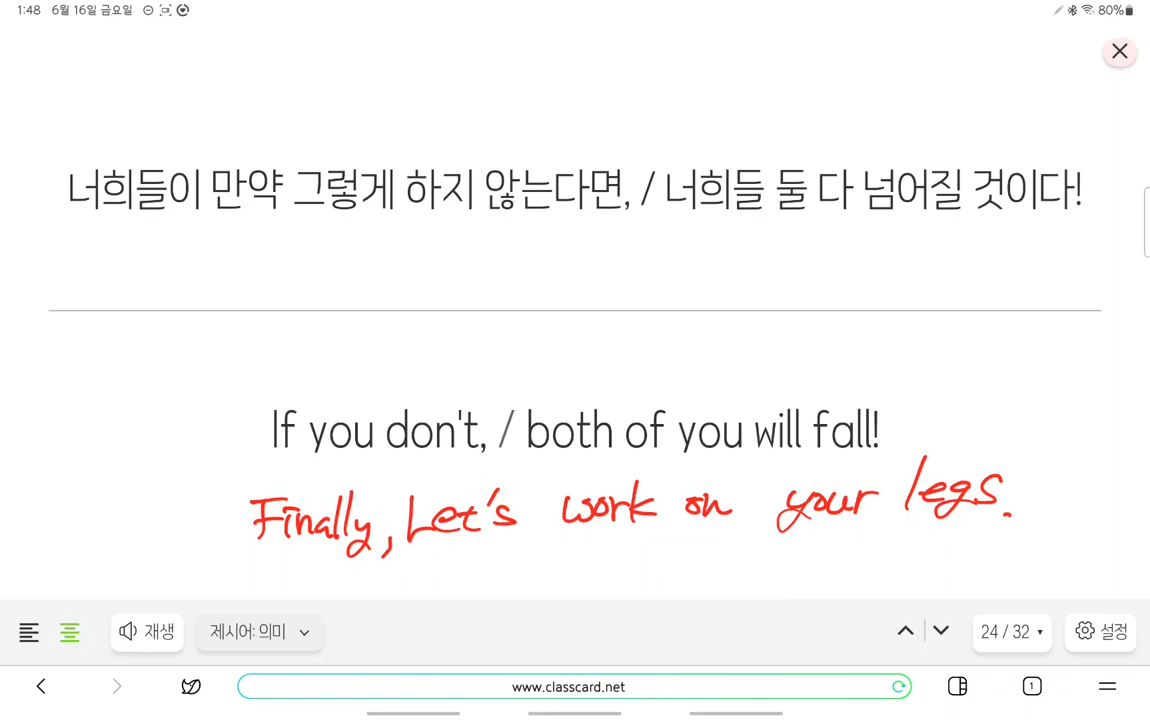 1:48 6월 16일 금요일 80%
너희들이 만약 그렇게 하지 않는다면, / 너희들 둘 다 넘어질 것이다!
If you don't, / both of you will fall!
Finally, Let's work on your legs.
재생 제시어: 의미 24 / 32 설정
www.classcard.net 1